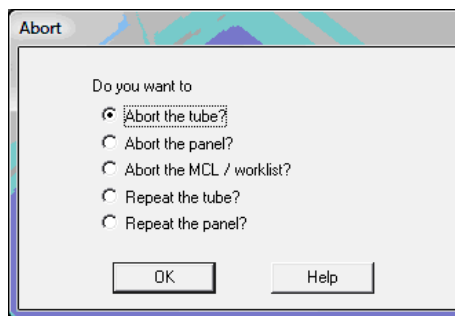 Abort
Do you want to
Abort the tube?
Abort the panel?
Abort the MCL / worklist?
Repeat the tube?
Repeat the panel?
OK
Help